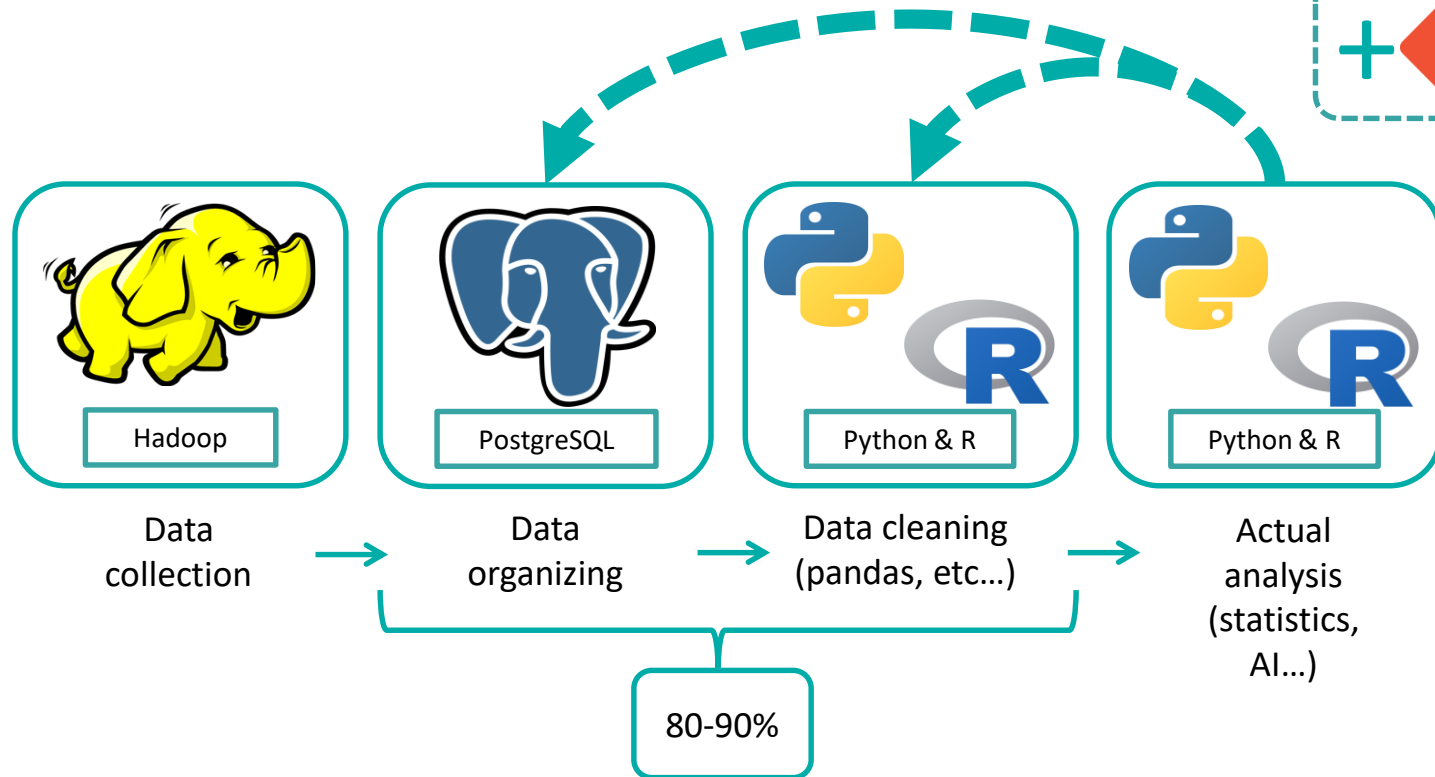 Hadoop
PostgreSQL
Python & R
Python & R
Data
collection
Data
organizing
Data cleaning
(pandas, etc...)
Actual
analysis
(statistics,
AI...)
80-90%
R
R
+